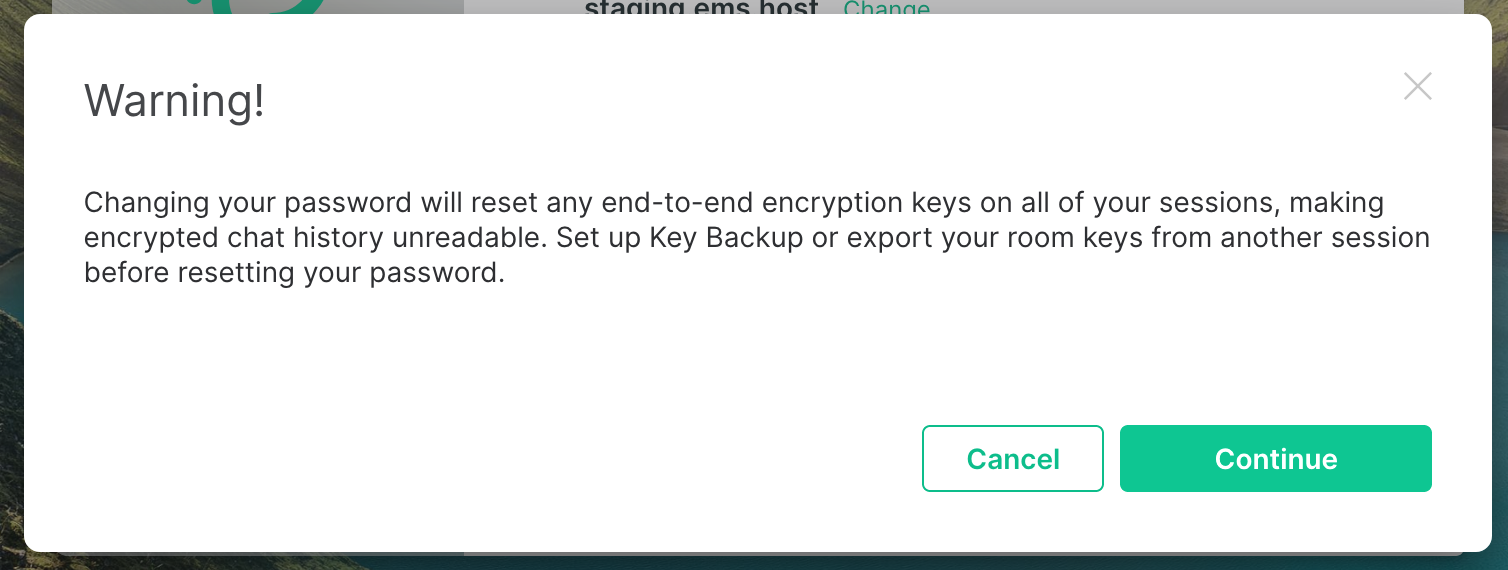 staging ems host Change
Warning!
Changing your password will reset any end-to-end encryption keys on all of your sessions, making
encrypted chat history unreadable. Set up Key Backup or export your room keys from another session
before resetting your password.
Cancel Continue